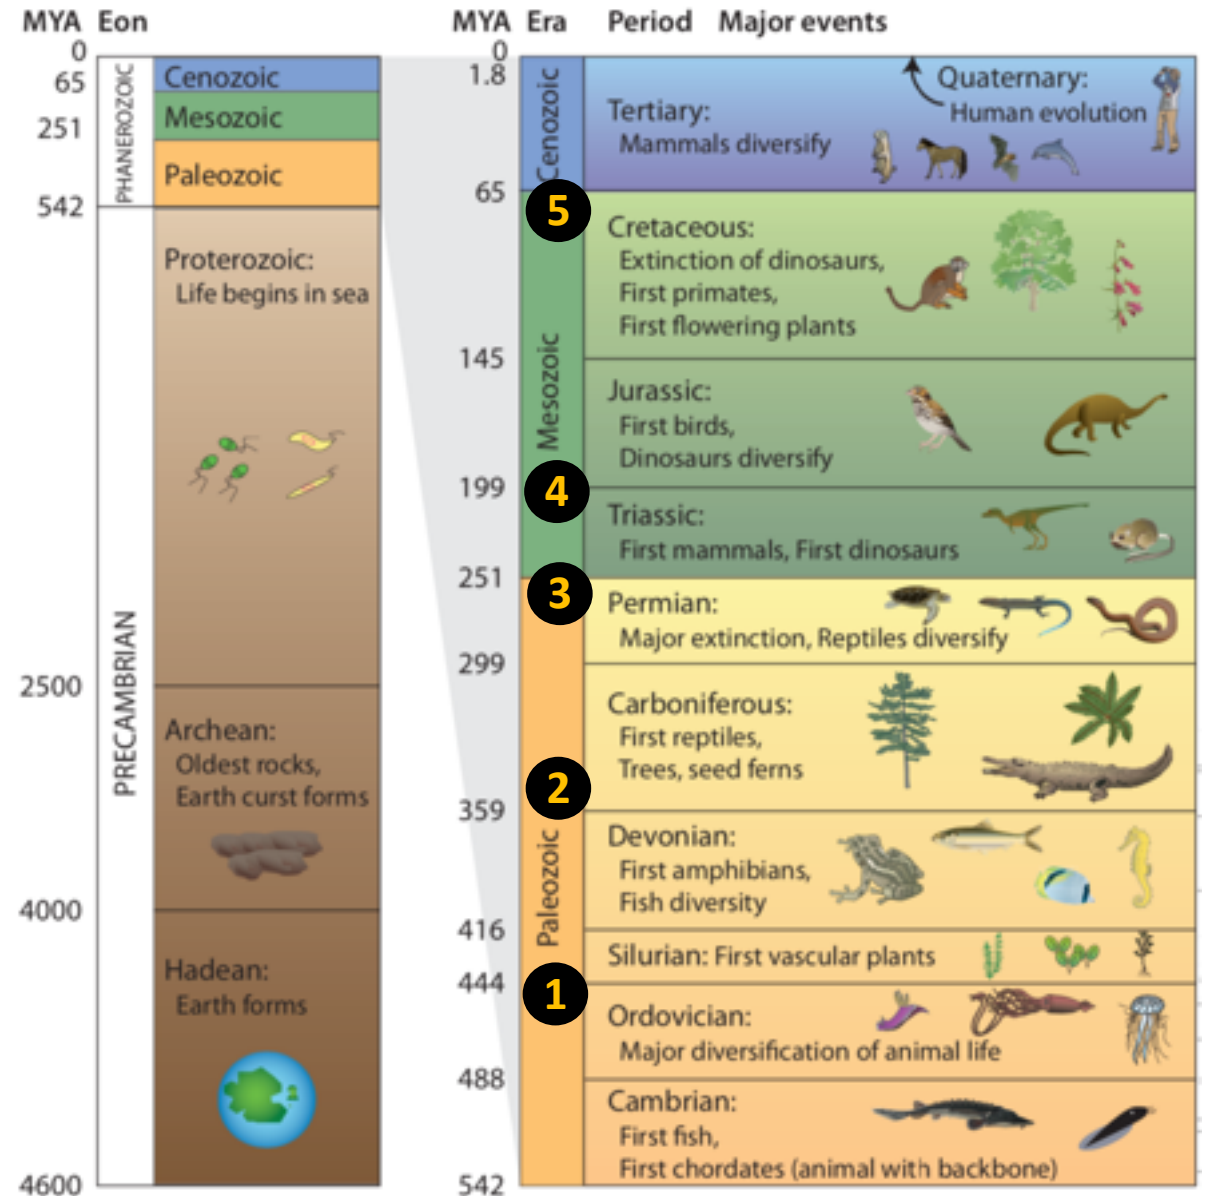 MYA Eon
0
65
251
542
2500
4000
4600
PHANEROZOIC
PRECAMBRIAN
Cenozoic
Mesozoic
Paleozoic
Proterozoic:
Life begins in sea
Archean:
Oldest rocks,
Earth curst forms
Hadean:
Earth forms
MYA Era Period Major events
0
1.8
65
145
199
251
299
359
416
444
488
542
Cenozoic
Mesozoic
Paleozoic
5
4
3
2
1
Quaternary:
Human evolution
Tertiary:
Mammals diversify
Cretaceous:
Extinction of dinosaurs,
First primates,
First flowering plants
Jurassic:
First birds,
Dinosaurs diversify
Triassic:
First mammals, First dinosaurs
Permian:
Major extinction, Reptiles diversify
Carboniferous:
First reptiles,
Trees, seed ferns
Devonian:
First amphibians,
Fish diversity
Silurian: First vascular plants
Ordovician:
Major diversification of animal life
Cambrian:
First fish,
First chordates (animal with backbone)